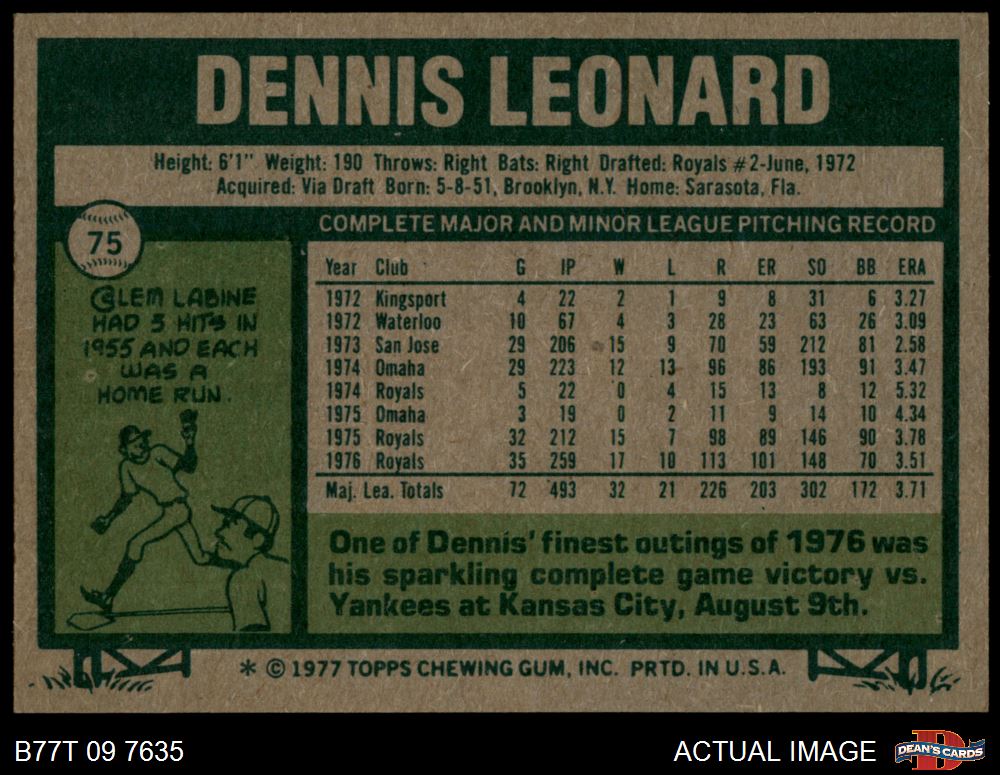 DENNIS LEONARD
Height: 6'1" Weight: 190 Throws: Right Bats: Right Drafted: Royals #2-June, 1972
Acquired: Via Draft Born: 5-8-51, Brooklyn, N.Y. Home: Sarasota, Fla.
75
COMPLETE MAJOR AND MINOR LEAGUE PITCHING RECORD
CLEM LABINE
HAD 3 HITS IN
1955 AND EACH
WAS A
HOME RUN.
Year Club G IP W L R ER SO BB ERA
1972 Kingsport 4 22 2 1 9 8 31 6 3.27
1972 Waterloo 10 67 4 3 28 23 63 26 3.09
1973 San Jose 29 206 15 9 70 59 212 81 2.58
1974 Omaha 29 223 12 13 96 86 193 91 3.47
1974 Royals 5 22 0 4 15 13 8 12 5.32
1975 Omaha 3 19 0 2 11 9 14 10 4.34
1975 Royals 32 212 15 7 98 89 146 90 3.78
1976 Royals 35 259 17 10 113 101 148 70 3.51
Maj. Lea. Totals 72 493 32 21 226 203 302 172 3.71
One of Dennis' finest outings of 1976 was
his sparkling complete game victory vs.
Yankees at Kansas City, August 9th.
* © 1977 TOPPS CHEWING GUM, INC. PRTD. IN U.S.A.
B77T 09 7635
ACTUAL IMAGE
D
DEAN'S CARDS